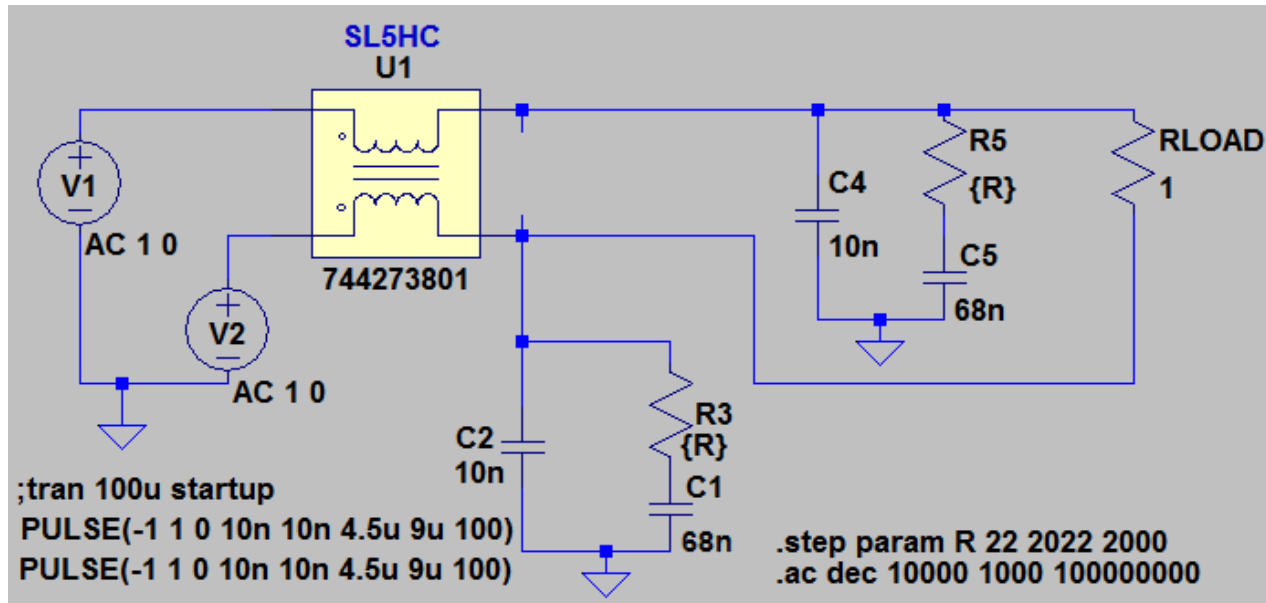 SL5HC
U1
V1
AC 1 0
V2
AC 1 0
744273801
C4
10n
R5
{R}
C5
68n
RLOAD
1
C2
10n
R3
{R}
C1
68n
;tran 100u startup
PULSE(-1 1 0 10n 10n 4.5u 9u 100)
PULSE(-1 1 0 10n 10n 4.5u 9u 100)
.step param R 22 2022 2000
.ac dec 10000 1000 100000000